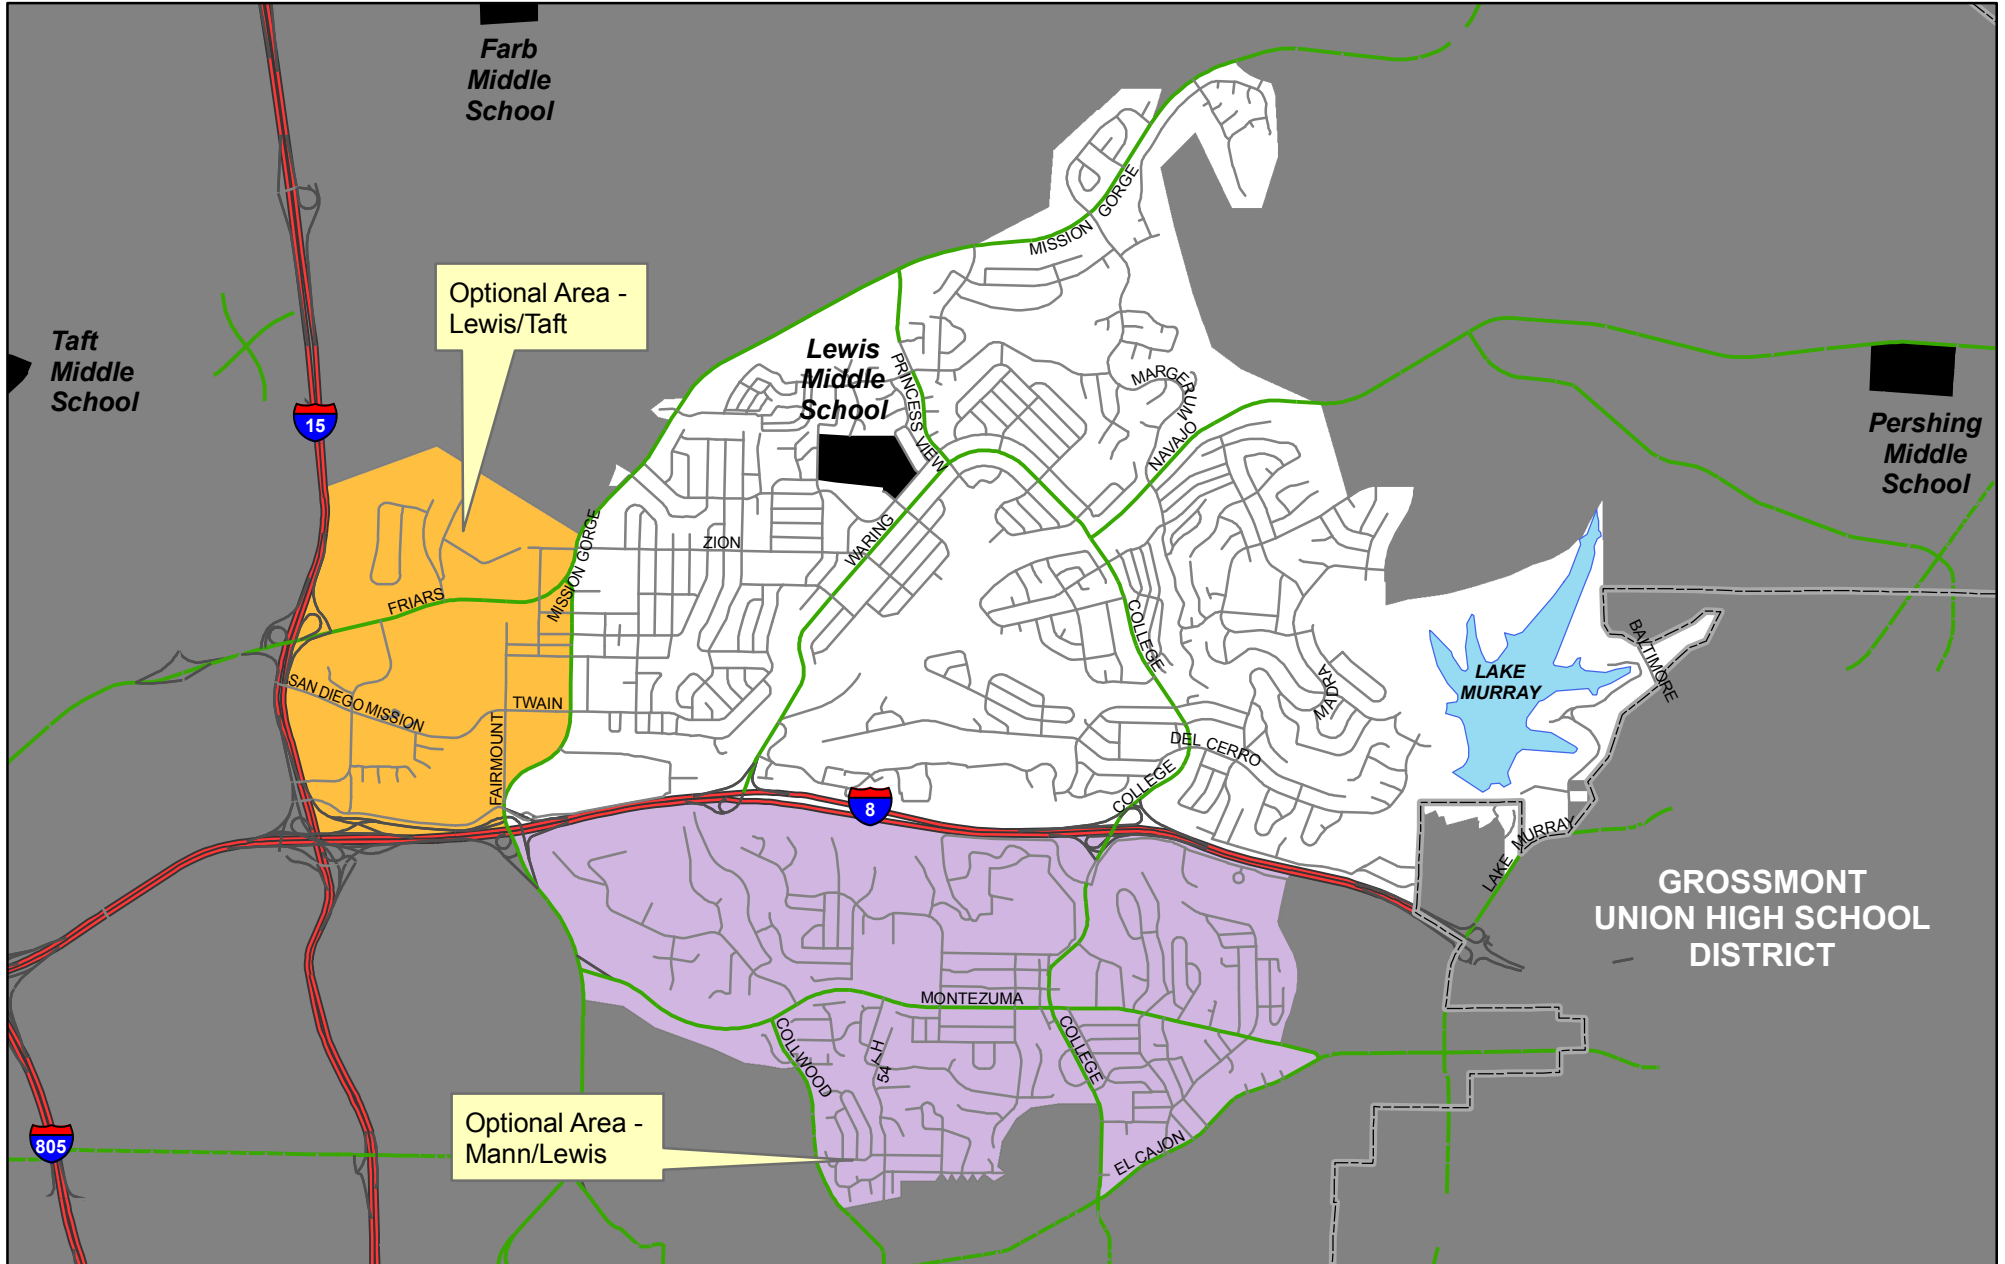 Farb
Middle
School
Taft
Middle
School
Optional Area -
Lewis/Taft
15
Lewis
Middle
School
PRINCESS VIEW
MISSION GORGE
MARGERUM
NAVAJO
Pershing
Middle
School
MISSION GORGE
ZION
WARING
FRIARS
COLLEGE
SAN DIEGO MISSION
TWAIN
FAIRMOUNT
MADRA
LAKE
MURRAY
BALTIMORE
DEL CERRO
COLLEGE
8
LAKE MURRAY
GROSSMONT
UNION HIGH SCHOOL
DISTRICT
MONTEZUMA
COLLWOOD
54TH
COLLEGE
EL CAJON
Optional Area -
Mann/Lewis
805